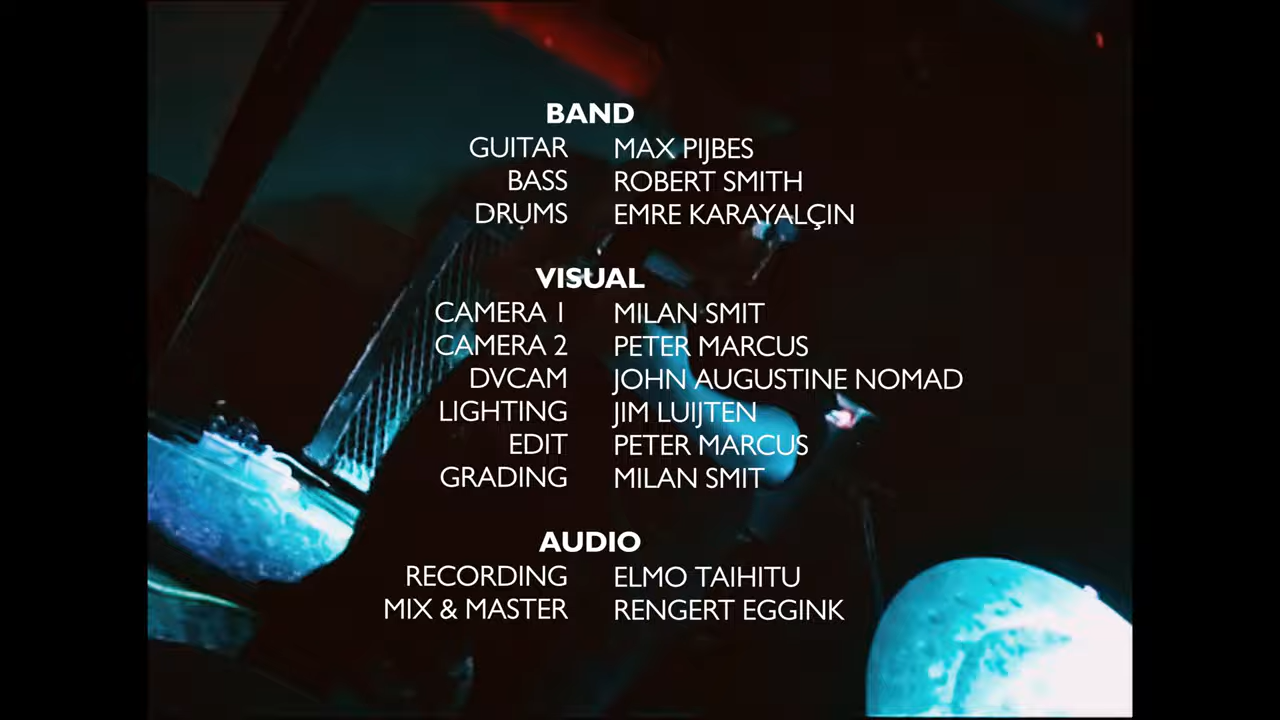 BAND
GUITAR MAX PIJBES
BASS ROBERT SMITH
DRUMS EMRE KARAYALÇIN
VISUAL
CAMERA 1 MILAN SMIT
CAMERA 2 PETER MARCUS
DVCAM JOHN AUGUSTINE NOMAD
LIGHTING JIM LUIJTEN
EDIT PETER MARCUS
GRADING MILAN SMIT
AUDIO
RECORDING ELMO TAIHITU
MIX & MASTER RENGERT EGGINK